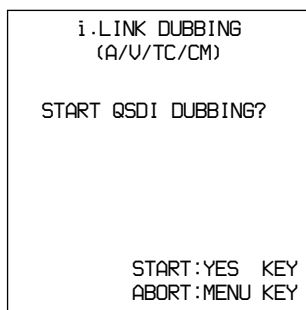 i.LINK DUBBING
(A/V/TC/CM)
START QSDI DUBBING?
START:YES KEY
ABORT:MENU KEY